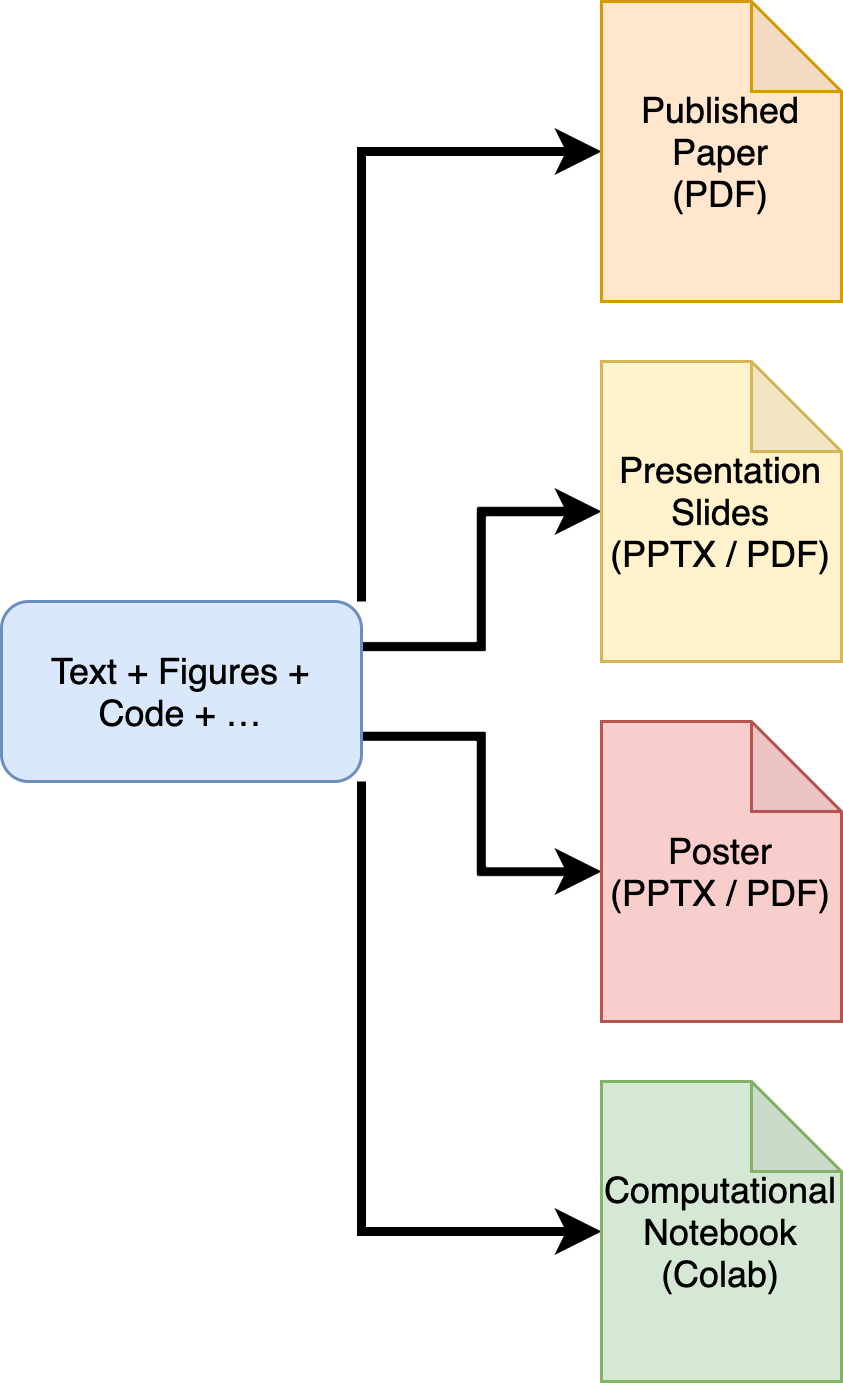 Published
Paper
(PDF)
Presentation
Slides
(PPTX / PDF)
Text + Figures +
Code + …
Poster
(PPTX / PDF)
Computational
Notebook
(Colab)